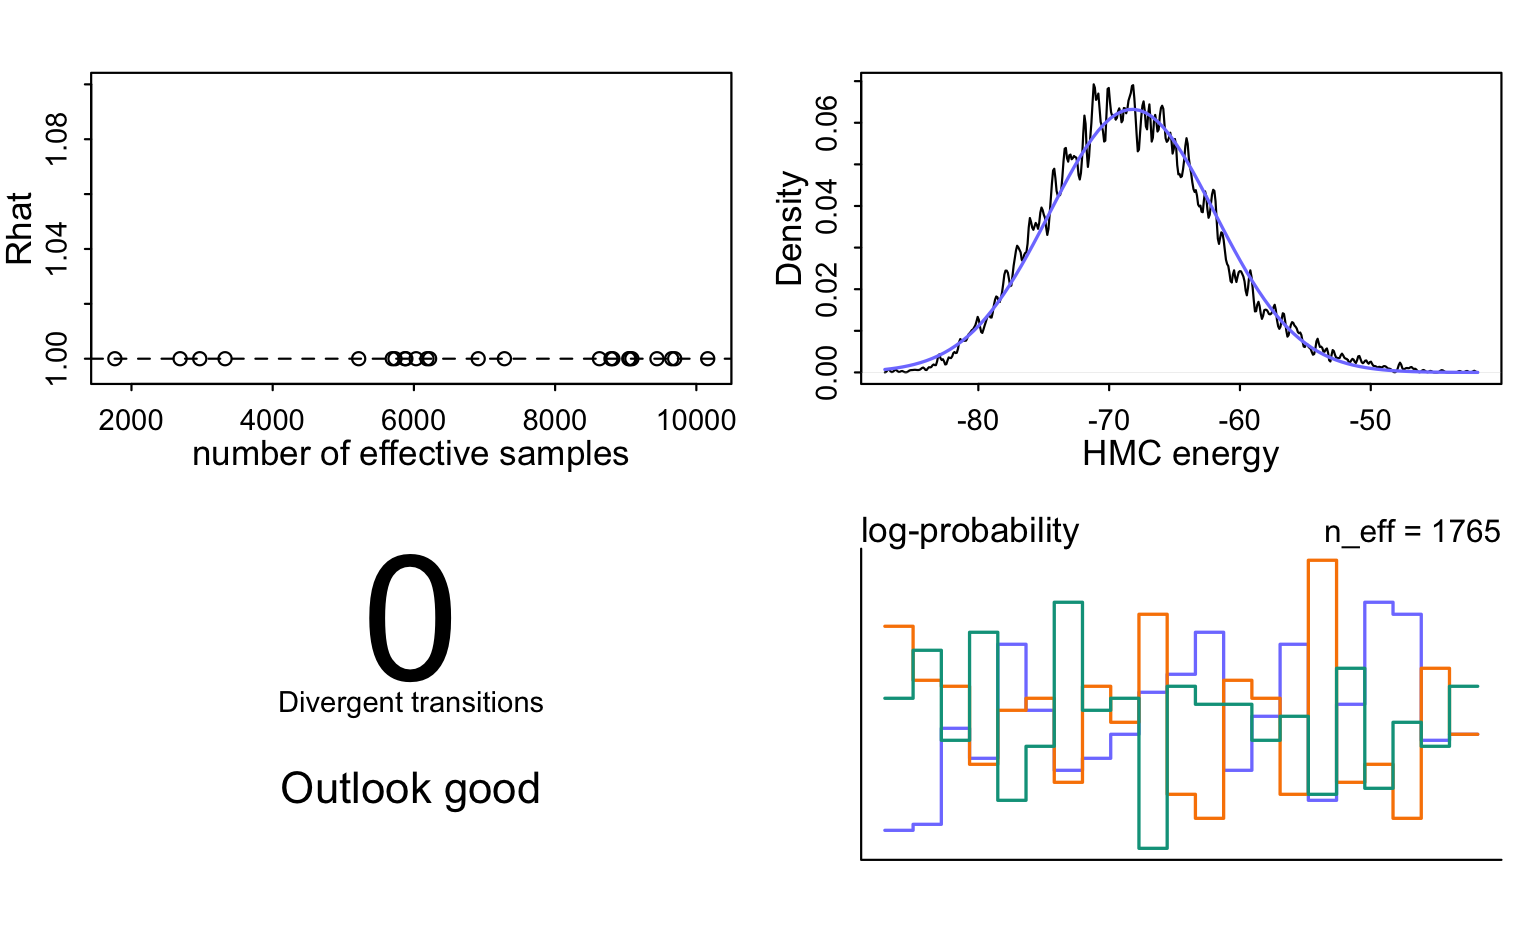 Rhat
1.08
1.04
1.00
2000 4000 6000 8000 10000
number of effective samples
Density
0.06
0.04
0.02
0.00
-80 -70 -60 -50
HMC energy
0
Divergent transitions
Outlook good
log-probability n_eff = 1765